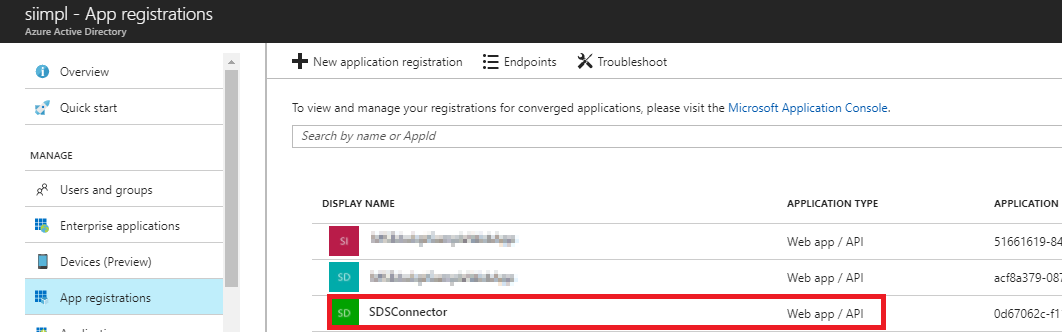 siimpl - App registrations
Azure Active Directory
Overview
Quick start
MANAGE
Users and groups
Enterprise applications
Devices (Preview)
App registrations
New application registration Endpoints Troubleshoot
To view and manage your registrations for converged applications, please visit the Microsoft Application Console.
Search by name or AppId
DISPLAY NAME APPLICATION TYPE APPLICATION
SI Web app / API 51661619-84
SD Web app / API acf8a379-087
SD SDSConnector Web app / API 0d67062c-f1